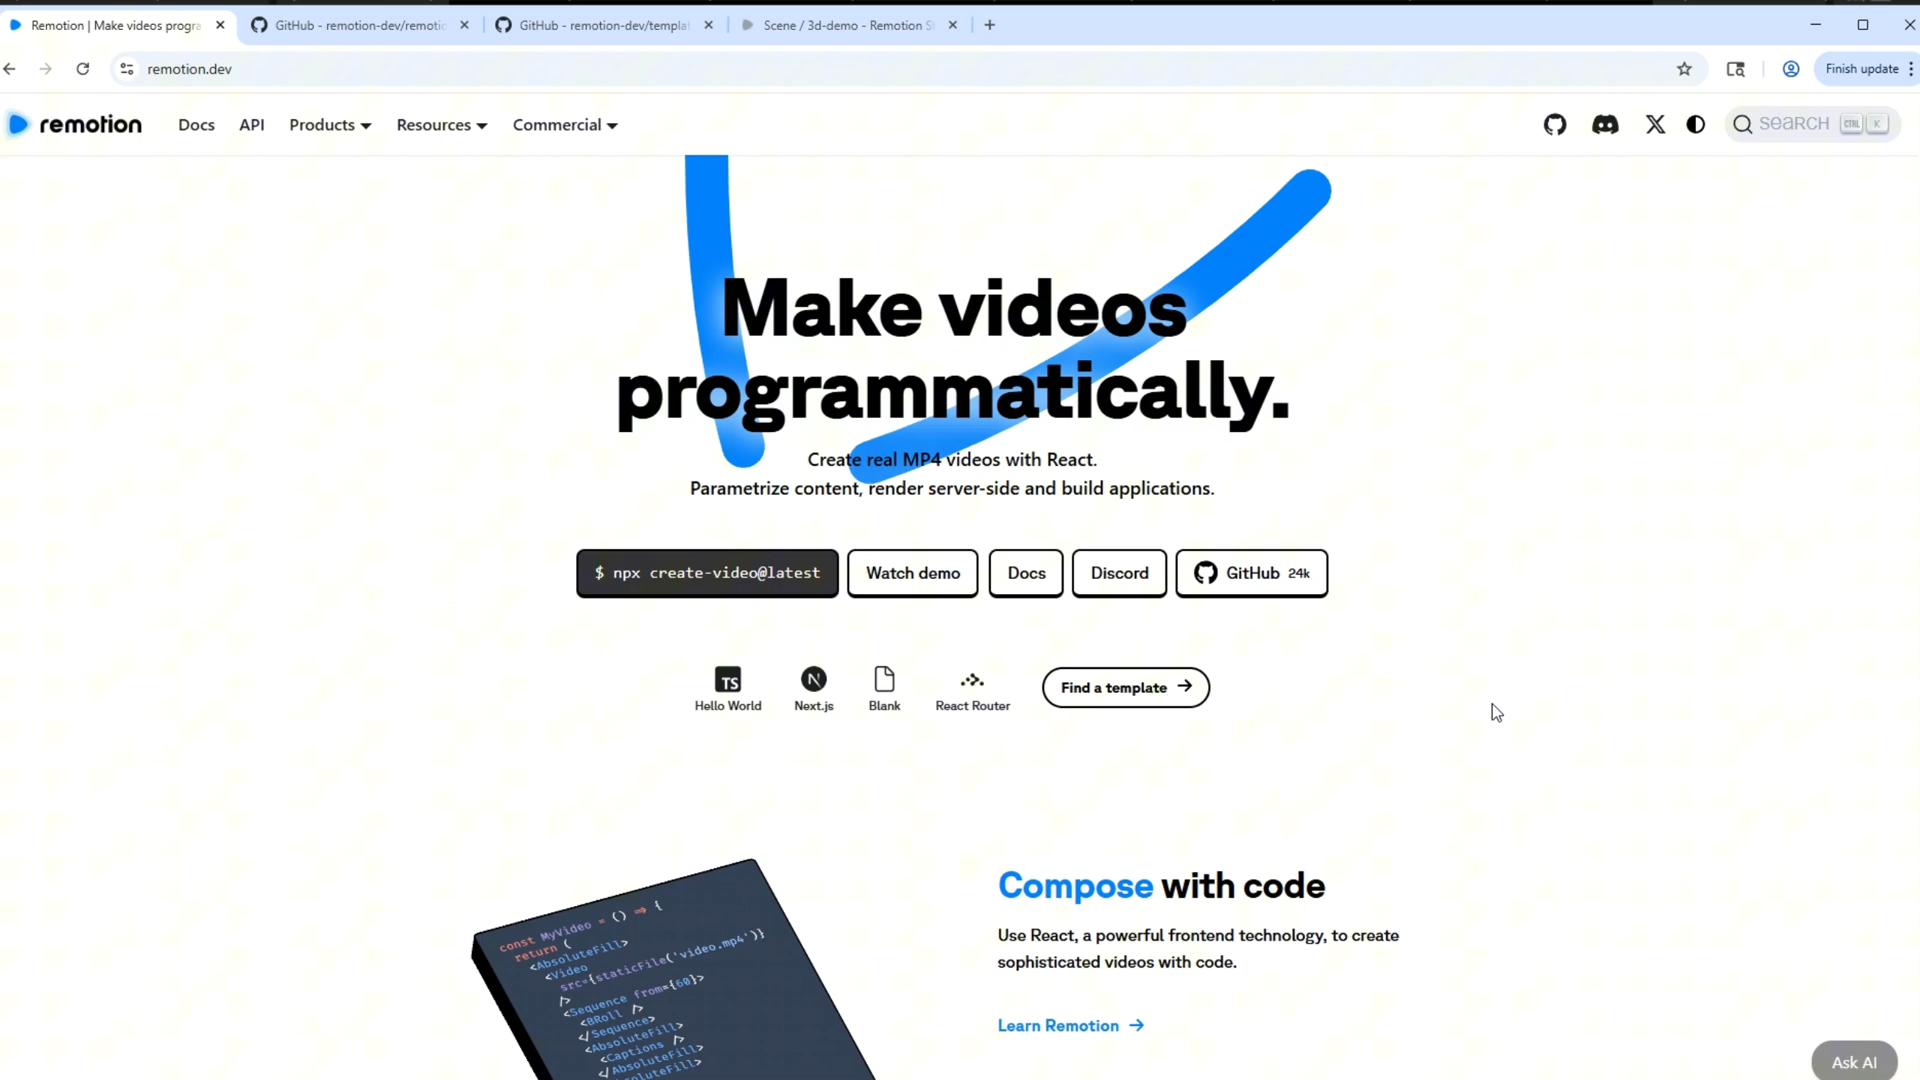 Remotion | Make videos progra
GitHub - remotion-dev/remotio
GitHub - remotion-dev/templat
Scene / 3d-demo - Remotion S
remotion.dev
Finish update
remotion
Docs
API
Products
Resources
Commercial
SEARCH
CTRL
K
Make videos
programmatically.
Create real MP4 videos with React.
Parametrize content, render server-side and build applications.
$ npx create-video@latest
Watch demo
Docs
Discord
GitHub 24k
TS
N
Hello World
Next.js
Blank
React Router
Find a template
const MyVideo = () => {
return (
<AbsoluteFill>
<Video
src={staticFile('video.mp4')}
/>
<Sequence from={60}>
<BRoll />
</Sequence>
<AbsoluteFill>
<Captions />
</AbsoluteFill>
Compose with code
Use React, a powerful frontend technology, to create
sophisticated videos with code.
Learn Remotion
Ask AI